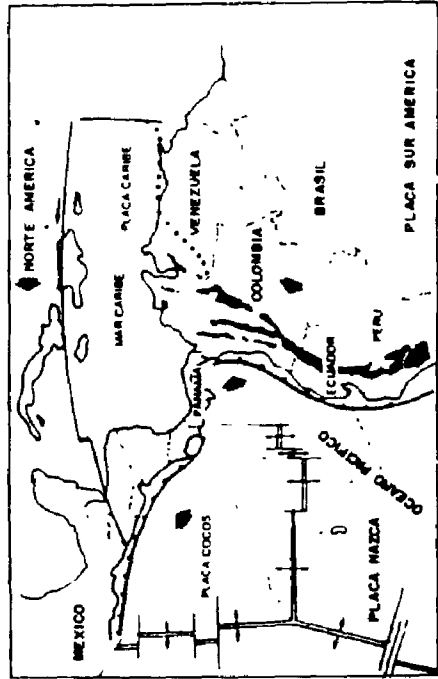 NORTE AMERICA
MEXICO
MAR CARIBE
PLACA CARIBE
PANAMA
VENEZUELA
COLOMBIA
PLACA COCOS
BRASIL
ECUADOR
PERU
OCEANO PACIFICO
PLACA NAZCA
PLACA SUR AMERICA